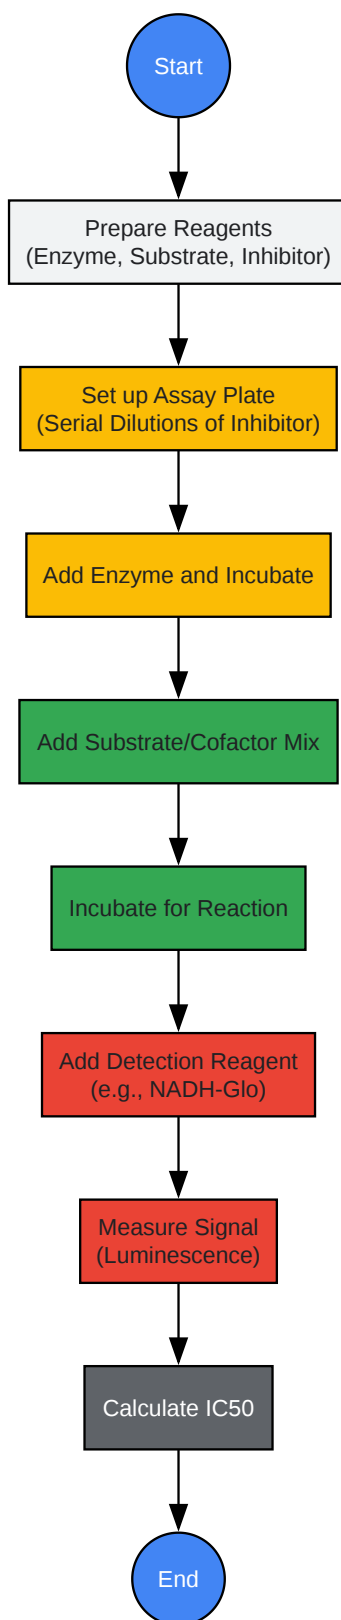 Start
Prepare Reagents
(Enzyme, Substrate, Inhibitor)
Set up Assay Plate
(Serial Dilutions of Inhibitor)
Add Enzyme and Incubate
Add Substrate/Cofactor Mix
Incubate for Reaction
Add Detection Reagent
(e.g., NADH-Glo)
Measure Signal
(Luminescence)
Calculate IC50
End